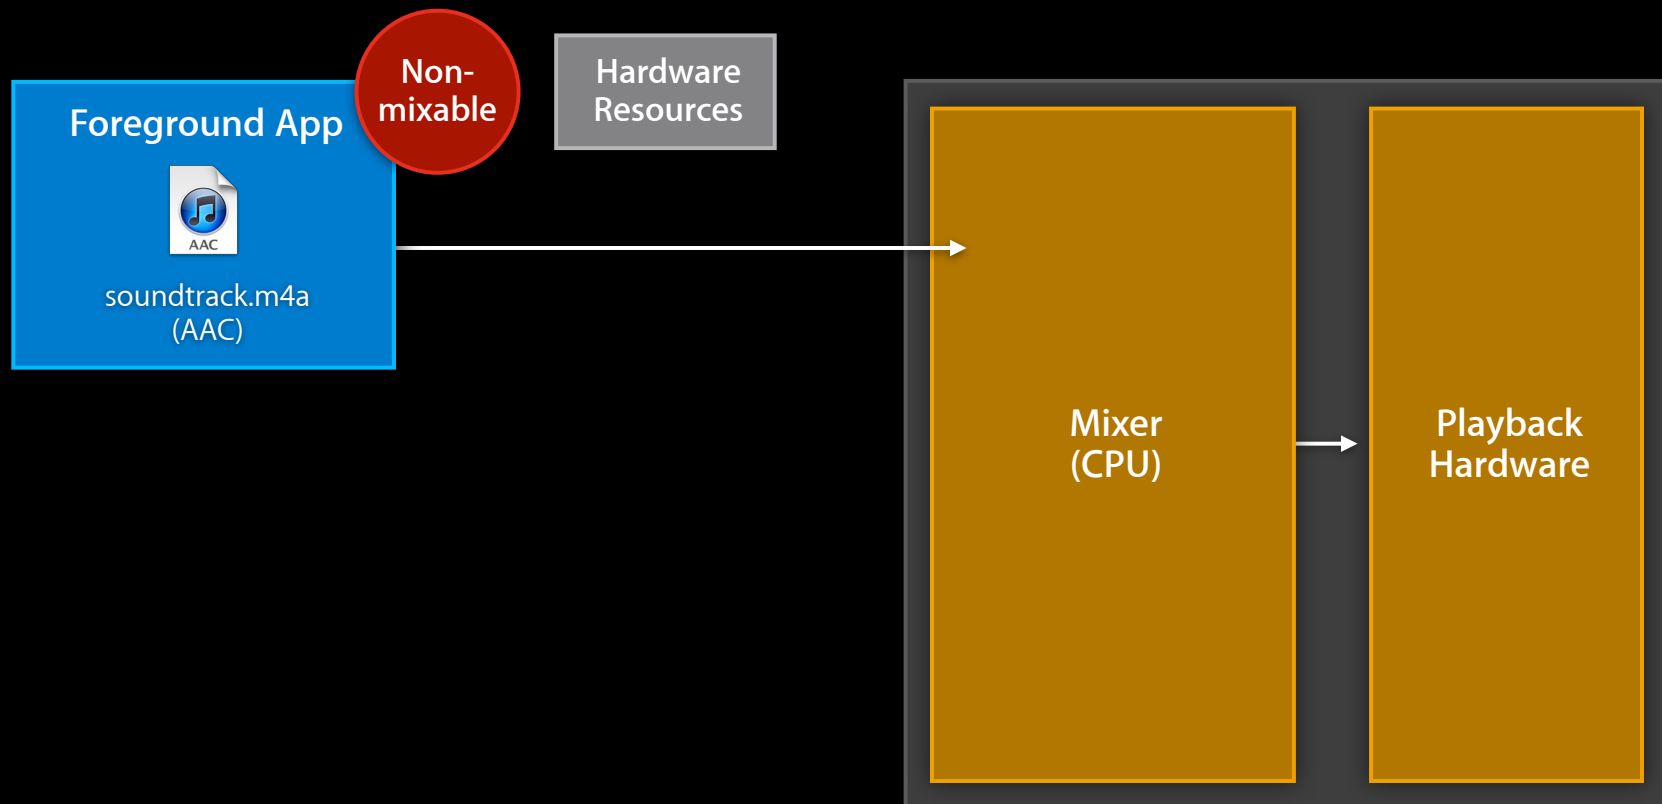 Foreground App
AAC
soundtrack.m4a
(AAC)
Non-
mixable
Hardware
Resources
Mixer
(CPU)
Playback
Hardware